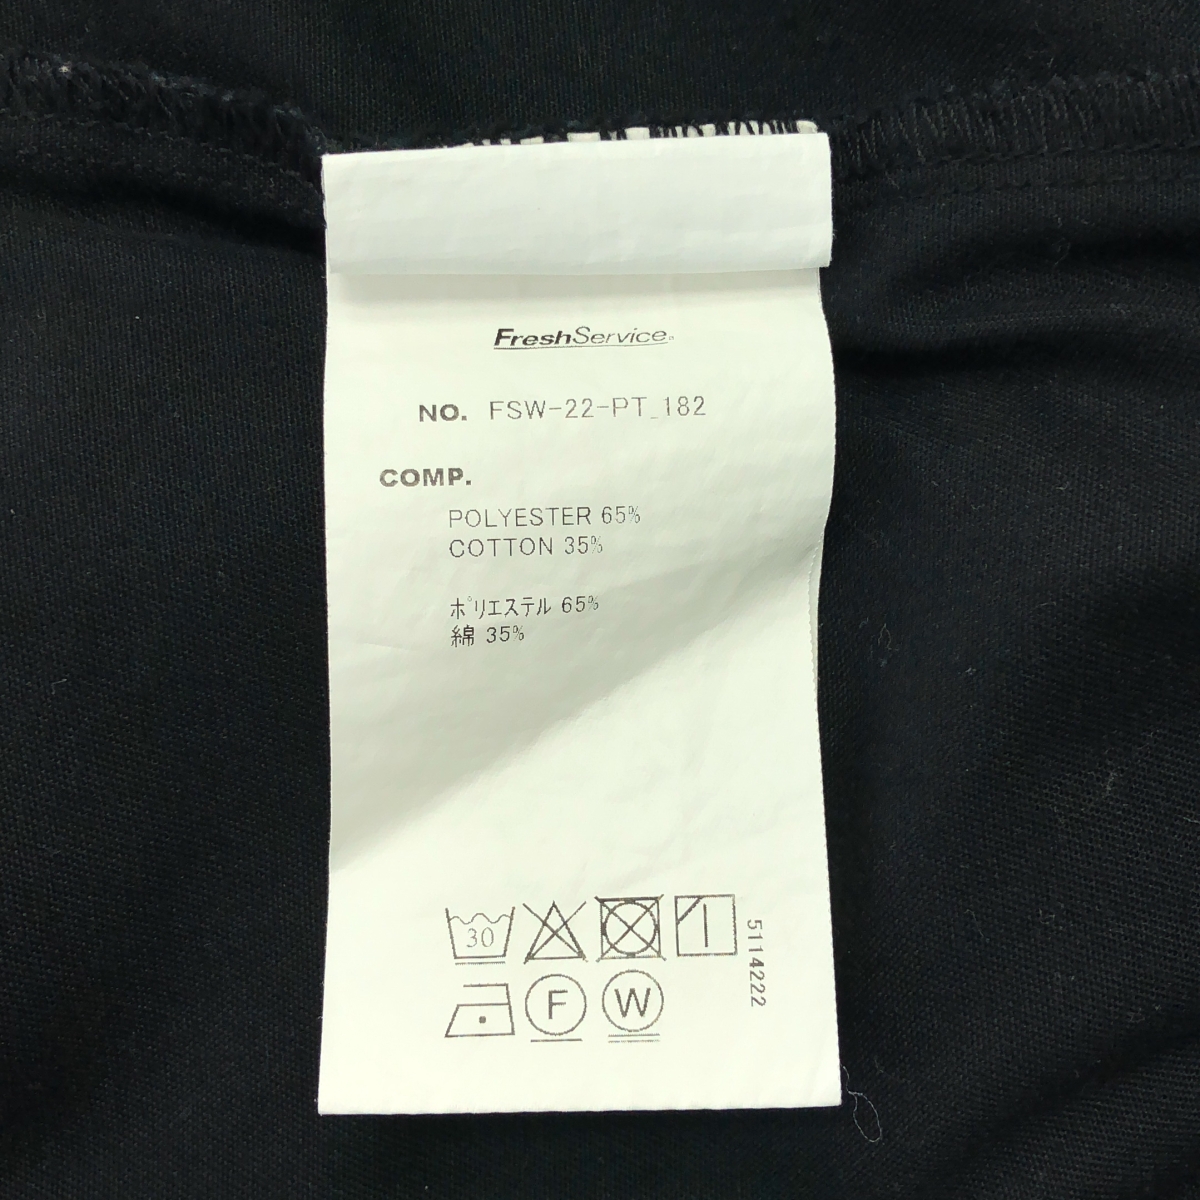 FreshService®
NO. FSW-22-PT_182
COMP.
POLYESTER 65%
COTTON 35%
ポリエステル 65%
綿 35%
30
F
W
5114222